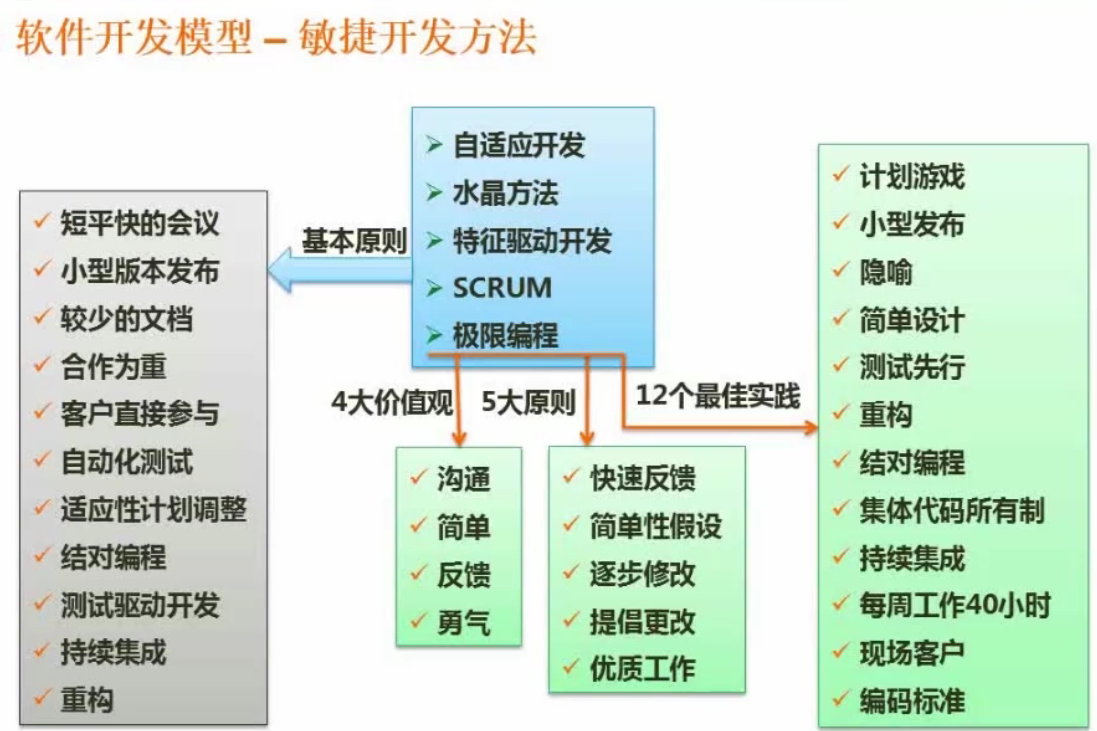 软件开发模型 – 敏捷开发方法
自适应开发
水晶方法
特征驱动开发
SCRUM
极限编程
基本原则
短平快的会议
小型版本发布
较少的文档
合作为重
客户直接参与
自动化测试
适应性计划调整
结对编程
测试驱动开发
持续集成
重构
4大价值观
沟通
简单
反馈
勇气
5大原则
快速反馈
简单性假设
逐步修改
提倡更改
优质工作
12个最佳实践
计划游戏
小型发布
隐喻
简单设计
测试先行
重构
结对编程
集体代码所有制
持续集成
每周工作40小时
现场客户
编码标准